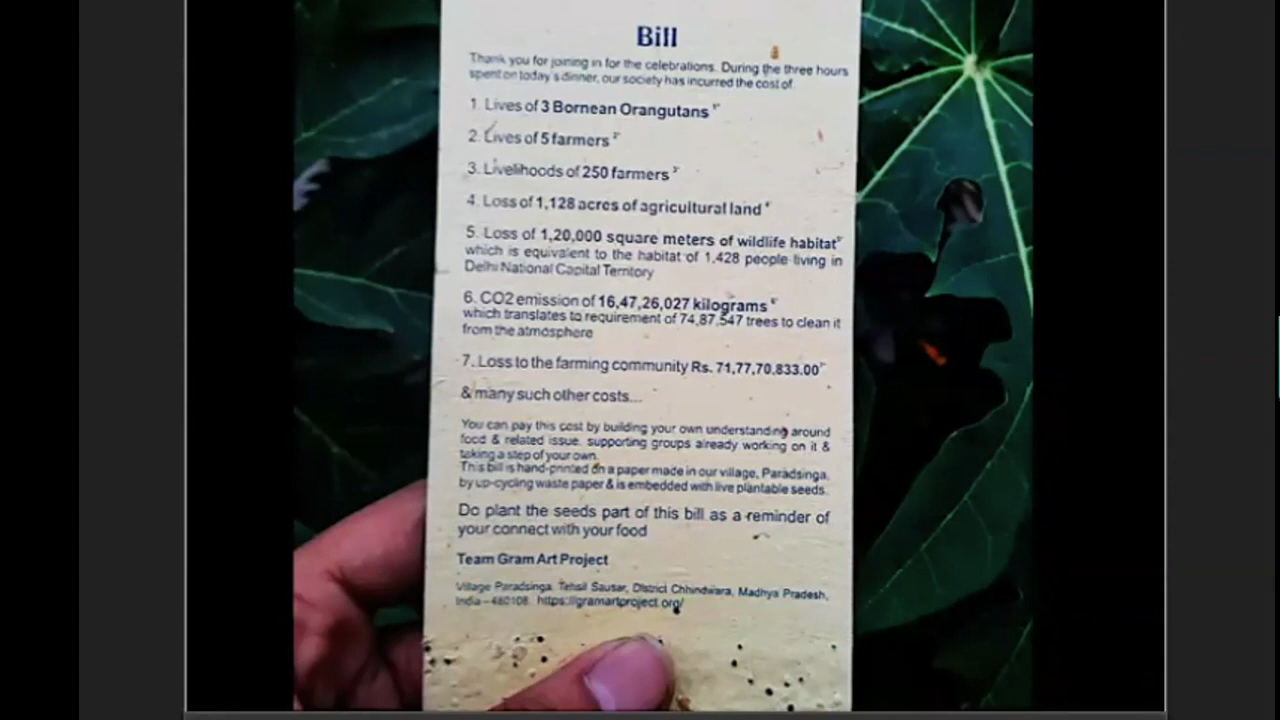 Bill
Thank you for joining in for the celebrations. During the three hours
spent on today's dinner, our society has incurred the cost of
1. Lives of 3 Bornean Orangutans
2. Lives of 5 farmers
3. Livelihoods of 250 farmers
4. Loss of 1,128 acres of agricultural land
5. Loss of 1,20,000 square meters of wildlife habitat
which is equivalent to the habitat of 1,428 people living in
Delhi National Capital Territory
6. CO2 emission of 16,47,26,027 kilograms
which translates to requirement of 74,87,547 trees to clean it
from the atmosphere
7. Loss to the farming community Rs. 71,77,70,833.00
& many such other costs...
You can pay this cost by building your own understanding around
food & related issue, supporting groups already working on it &
taking a step of your own.
This bill is hand-printed on a paper made in our village, Paradsinga,
by up-cycling waste paper & is embedded with live plantable seeds.
Do plant the seeds part of this bill as a reminder of
your connect with your food
Team Gram Art Project
Village Paradsinga, Tehsil Sausar, District Chhindwara, Madhya Pradesh,
India – 480108. https://gramartproject.org/